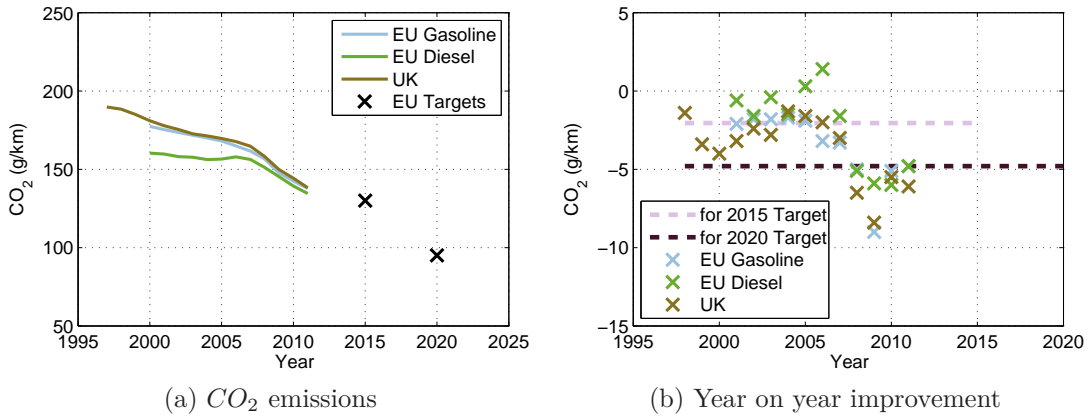 250
200
150
100
50
1995
2000
2005
2010
2015
2020
2025
CO2 (g/km)
Year
EU Gasoline
EU Diesel
UK
EU Targets
(a) CO2 emissions
5
0
−5
−10
−15
1995
2000
2005
2010
2015
2020
CO2 (g/km)
Year
for 2015 Target
for 2020 Target
EU Gasoline
EU Diesel
UK
(b) Year on year improvement